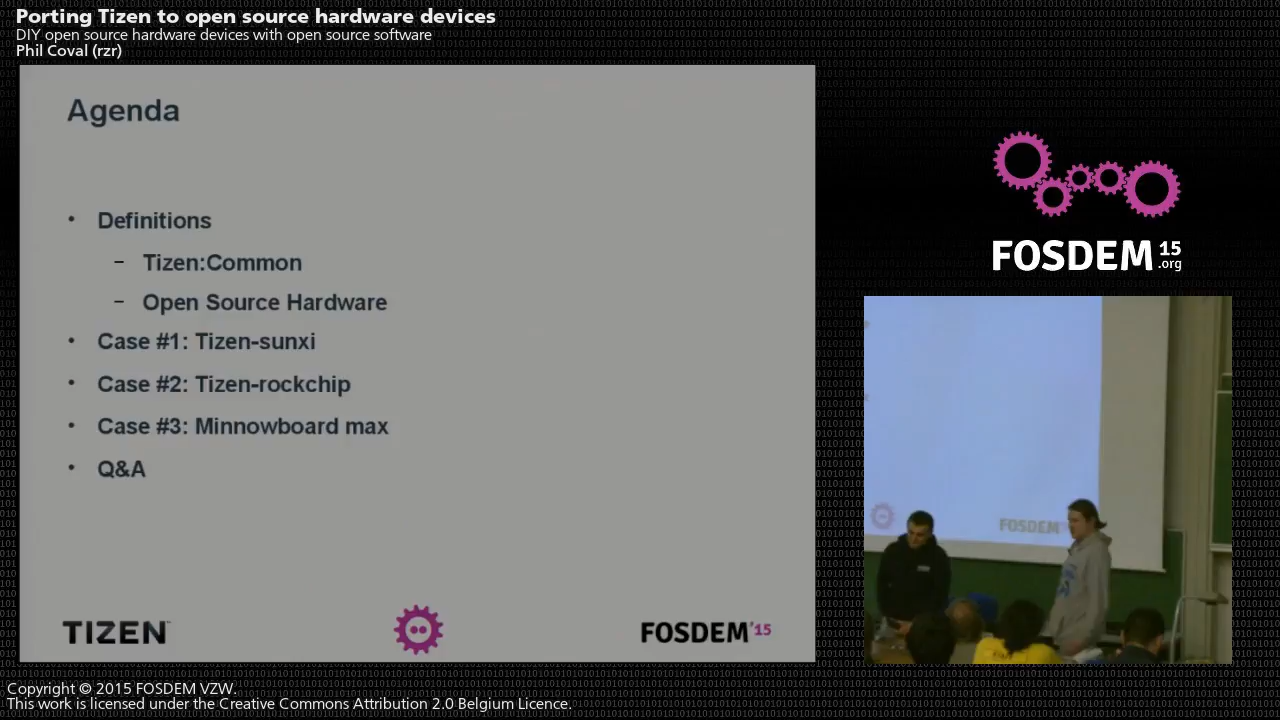 Porting Tizen to open source hardware devices
DIY open source hardware devices with open source software
Phil Coval (rzr)
Agenda
• Definitions
– Tizen:Common
– Open Source Hardware
• Case #1: Tizen-sunxi
• Case #2: Tizen-rockchip
• Case #3: Minnowboard max
• Q&A
TIZEN™
FOSDEM'15
FOSDEM 15
.org
FOSDEM
Copyright © 2015 FOSDEM VZW.
This work is licensed under the Creative Commons Attribution 2.0 Belgium Licence.